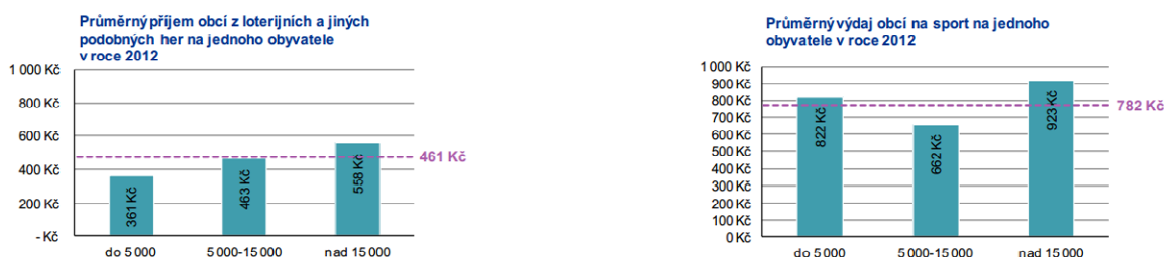 Průměrný příjem obcí z loterijních a jiných
podobných her na jednoho obyvatele
v roce 2012
1 000 Kč
800 Kč
600 Kč
400 Kč
200 Kč
- Kč
361 Kč
463 Kč
558 Kč
461 Kč
do 5 000
5 000-15 000
nad 15 000
Průměrný výdaj obcí na sport na jednoho
obyvatele v roce 2012
1 000 Kč
900 Kč
800 Kč
700 Kč
600 Kč
500 Kč
400 Kč
300 Kč
200 Kč
100 Kč
0 Kč
822 Kč
662 Kč
923 Kč
782 Kč
do 5 000
5 000-15 000
nad 15 000